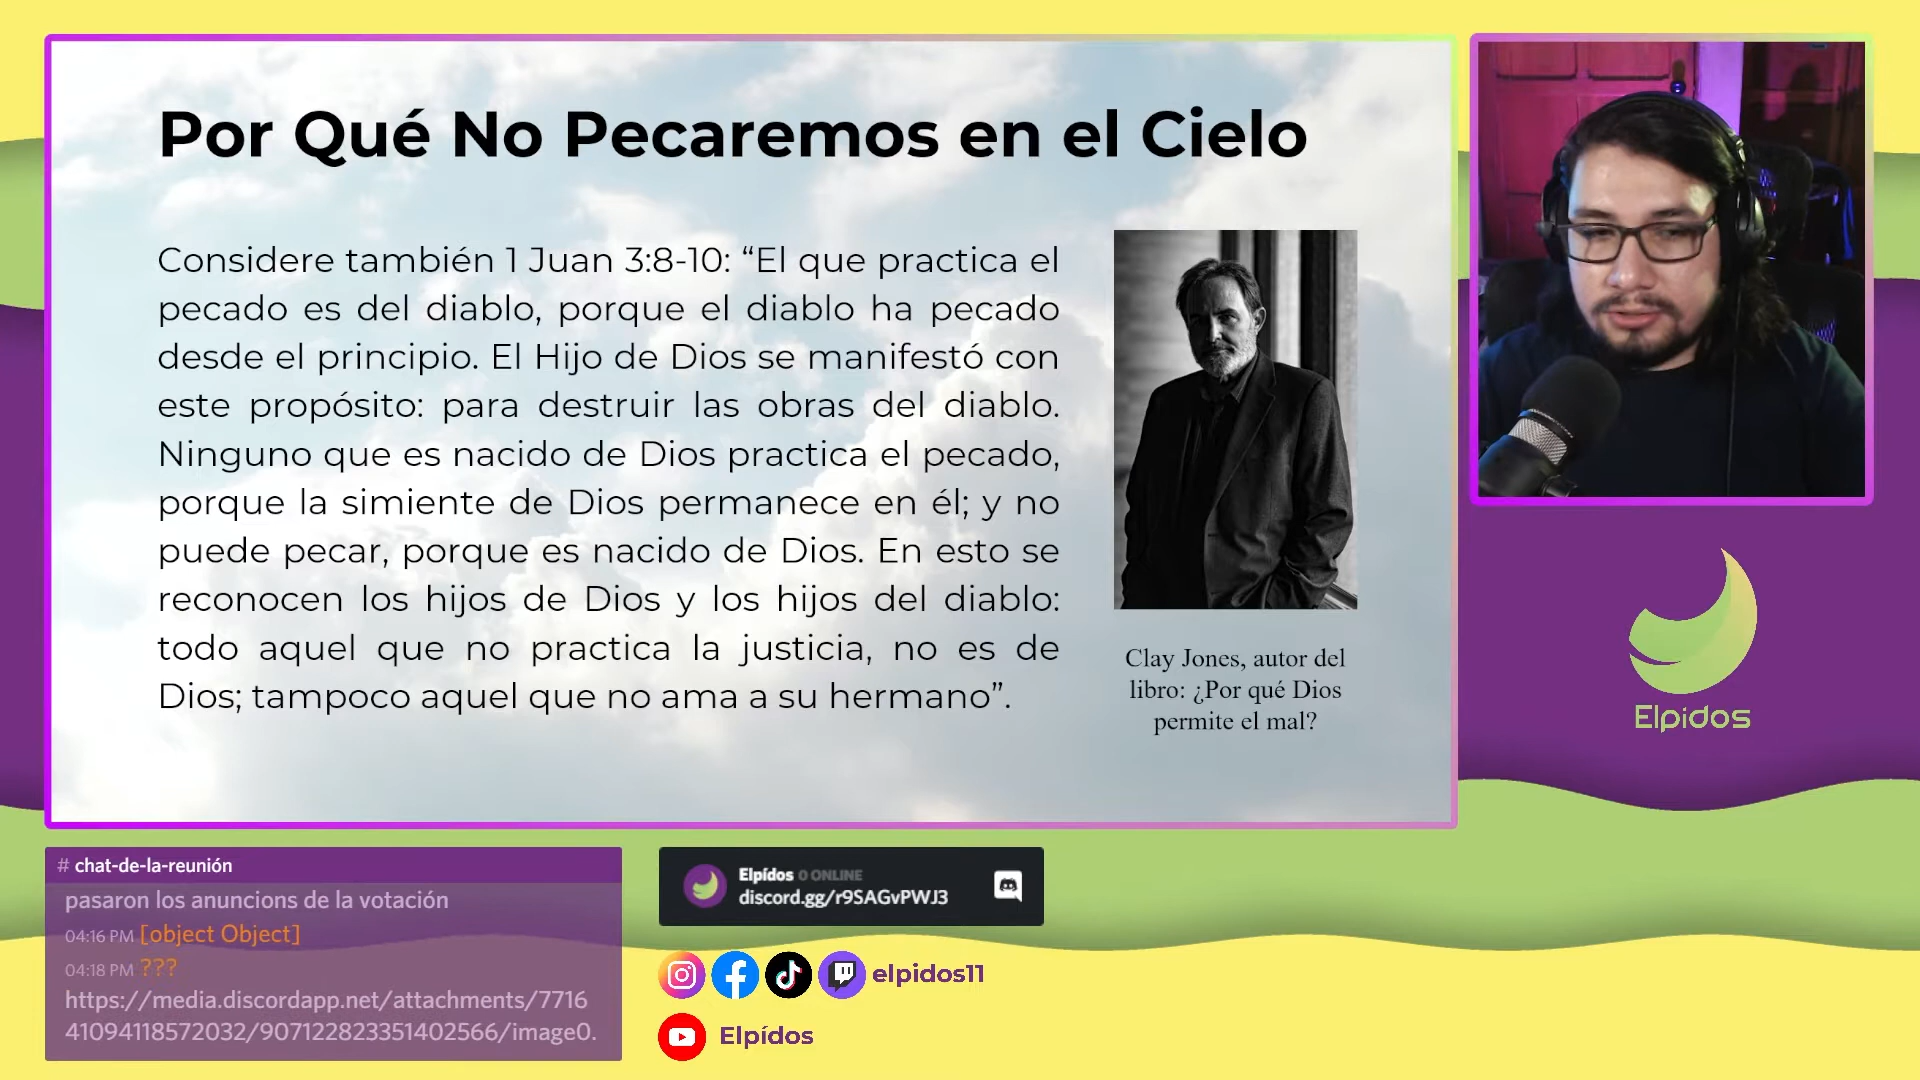 Por Qué No Pecaremos en el Cielo
Considere también 1 Juan 3:8-10: “El que practica el
pecado es del diablo, porque el diablo ha pecado
desde el principio. El Hijo de Dios se manifestó con
este propósito: para destruir las obras del diablo.
Ninguno que es nacido de Dios practica el pecado,
porque la simiente de Dios permanece en él; y no
puede pecar, porque es nacido de Dios. En esto se
reconocen los hijos de Dios y los hijos del diablo:
todo aquel que no practica la justicia, no es de
Dios; tampoco aquel que no ama a su hermano”.
Clay Jones, autor del
libro: ¿Por qué Dios
permite el mal?
Elpidos
# chat-de-la-reunión
pasaron los anuncions de la votación
04:16 PM [object Object]
04:18 PM ???
https://media.discordapp.net/attachments/7716
41094118572032/907122823351402566/image0.
Elpídos 0 ONLINE
discord.gg/r9SAGvPWJ3
elpidos11
Elpídos